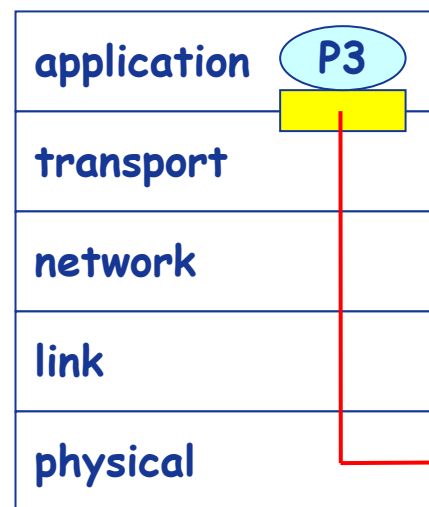 application P3
transport
network
link
physical